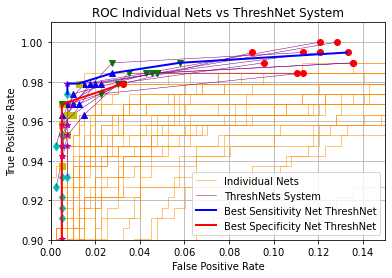 ROC Individual Nets vs ThreshNet System
True Positive Rate
1.00
0.98
0.96
0.94
0.92
0.90
Individual Nets
ThreshNets System
Best Sensitivity Net ThreshNet
Best Specificity Net ThreshNet
0.00
0.02
0.04
0.06
0.08
0.10
0.12
0.14
False Positive Rate